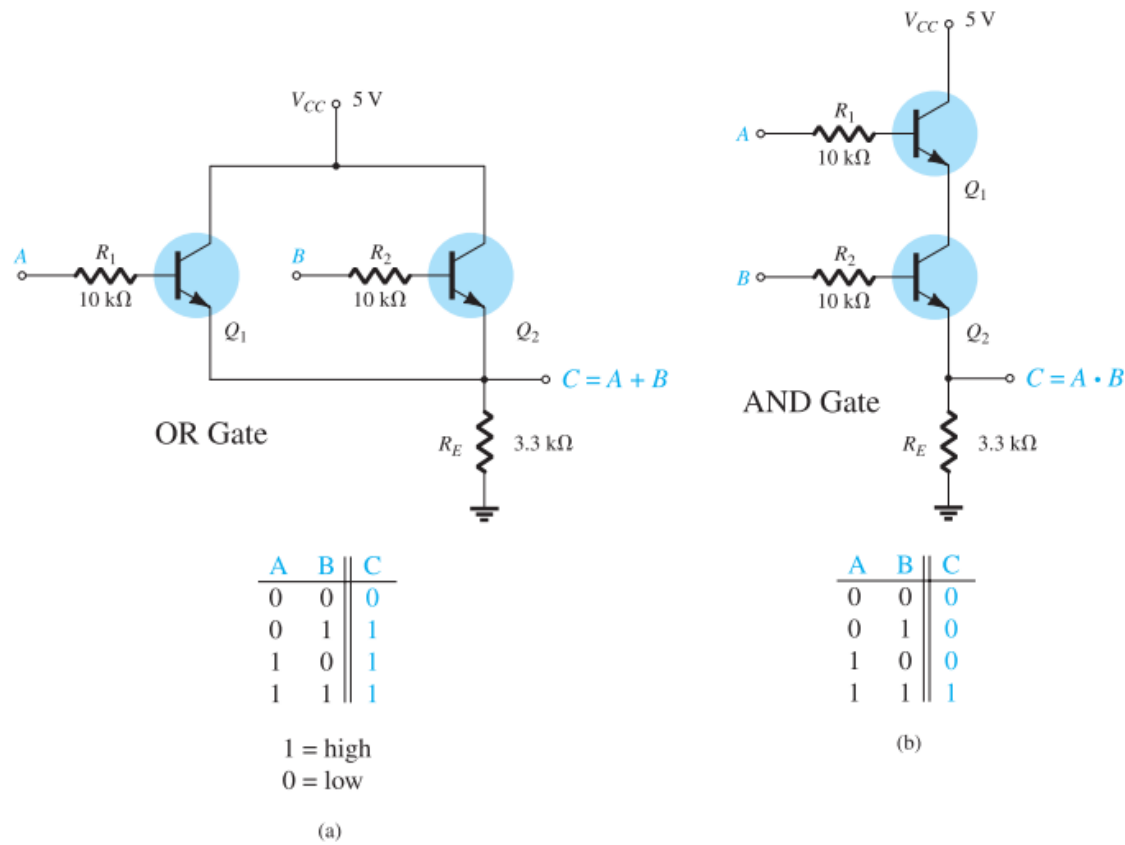 V_CC 5 V
A
R_1
10 kΩ
Q_1
B
R_2
10 kΩ
Q_2
C = A + B
OR Gate
R_E 3.3 kΩ
A B C
0 0 0
0 1 1
1 0 1
1 1 1
1 = high
0 = low
(a)
V_CC 5 V
A
R_1
10 kΩ
Q_1
B
R_2
10 kΩ
Q_2
C = A • B
AND Gate
R_E 3.3 kΩ
A B C
0 0 0
0 1 0
1 0 0
1 1 1
(b)